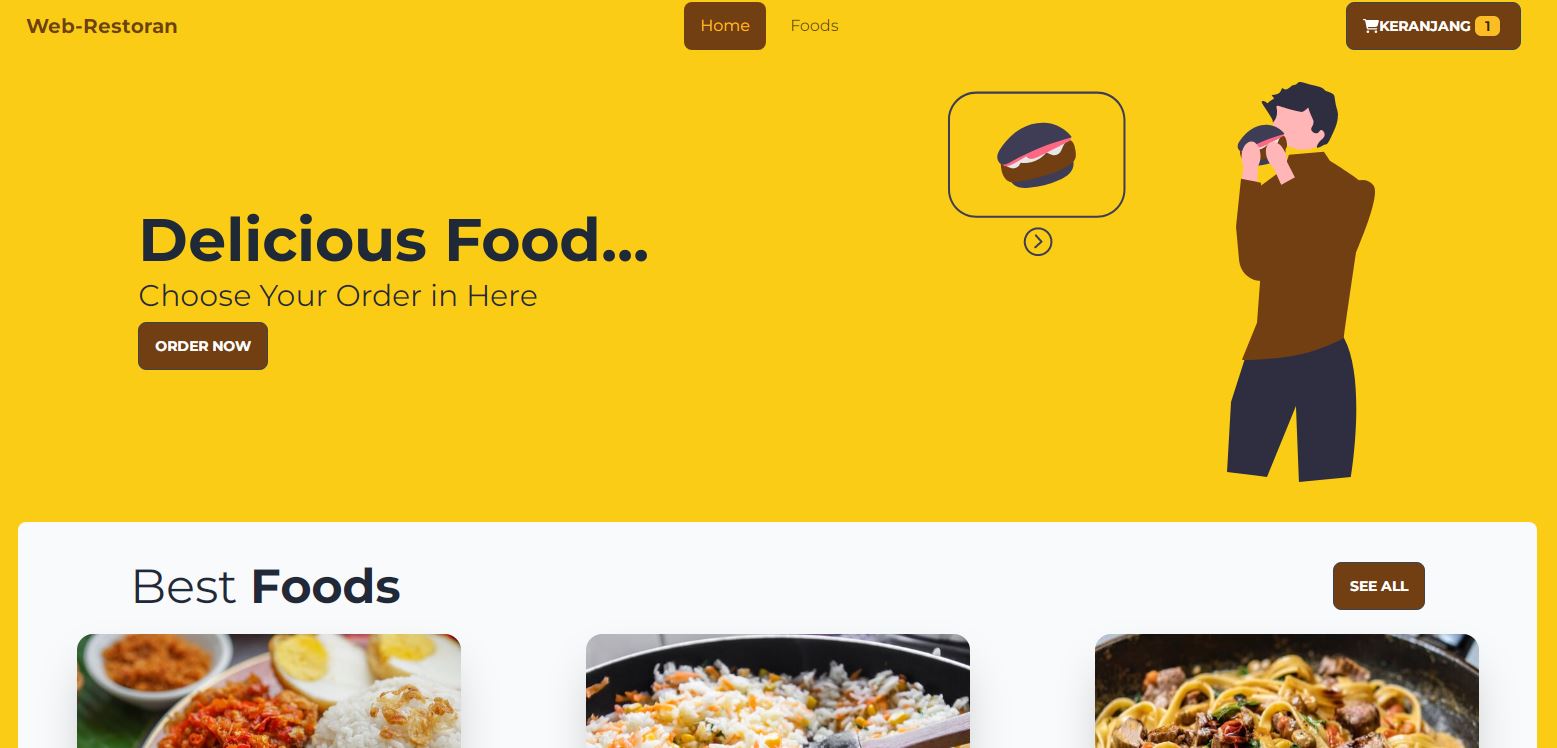 Web-Restoran
Home
Foods
KERANJANG 1
Delicious Food...
Choose Your Order in Here
ORDER NOW
Best Foods
SEE ALL